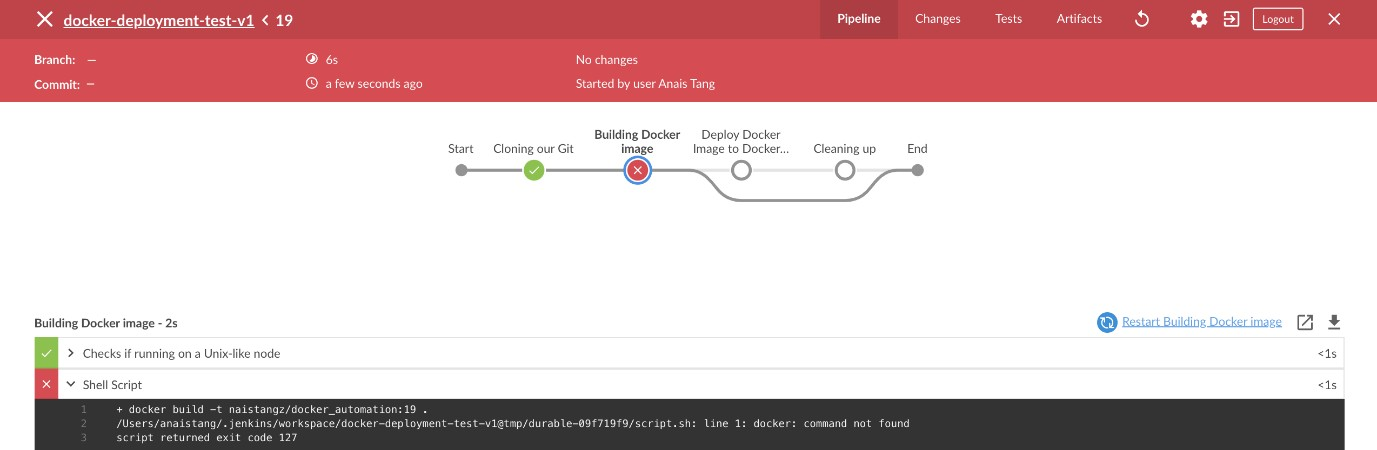 docker-deployment-test-v1 < 19 Pipeline Changes Tests Artifacts Logout
Branch: — 6s No changes
Commit: — a few seconds ago Started by user Anais Tang
Start Cloning our Git Building Docker image Deploy Docker Image to Docker... Cleaning up End
Building Docker image - 2s Restart Building Docker image
Checks if running on a Unix-like node <1s
Shell Script <1s
1 + docker build -t naistangz/docker_automation:19 .
2 /Users/anaistang/.jenkins/workspace/docker-deployment-test-v1@tmp/durable-09f719f9/script.sh: line 1: docker: command not found
3 script returned exit code 127